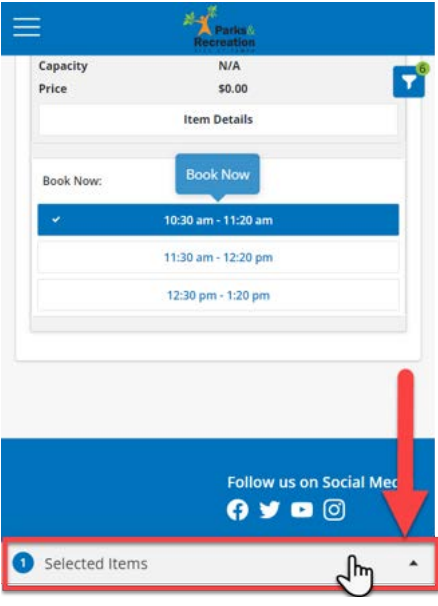 Parks &
Recreation
Capacity N/A
6
Price $0.00
Item Details
Book Now:
Book Now
10:30 am - 11:20 am
11:30 am - 12:20 pm
12:30 pm - 1:20 pm
Follow us on Social Med
1 Selected Items